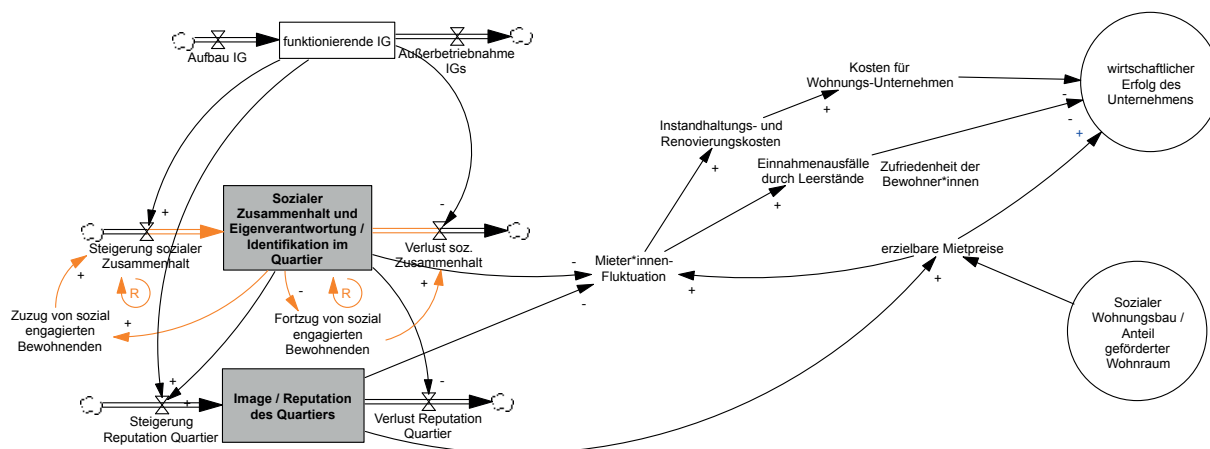 Aufbau IG
funktionierende IG
Außerbetriebnahme
IGs
Kosten für
Wohnungs-Unternehmen
wirtschaftlicher
Erfolg des
Unternehmens
-
-
+
+
Instandhaltungs- und
Renovierungskosten
+
Einnahmenausfälle
durch Leerstände
+
Zufriedenheit der
Bewohner*innen
Sozialer
Zusammenhalt und
Eigenverantwortung /
Identifikation im
Quartier
+
-
Steigerung sozialer
Zusammenhalt
Verlust soz.
Zusammenhalt
+
R
-
R
+
Mieter*innen-
Fluktuation
-
-
+
erzielbare Mietpreise
+
Zuzug von sozial
engagierten
Bewohnenden
+
Fortzug von sozial
engagierten
Bewohnenden
Sozialer
Wohnungsbau /
Anteil
geförderter
Wohnraum
+
+
-
Image / Reputation
des Quartiers
Steigerung
Reputation Quartier
Verlust Reputation
Quartier